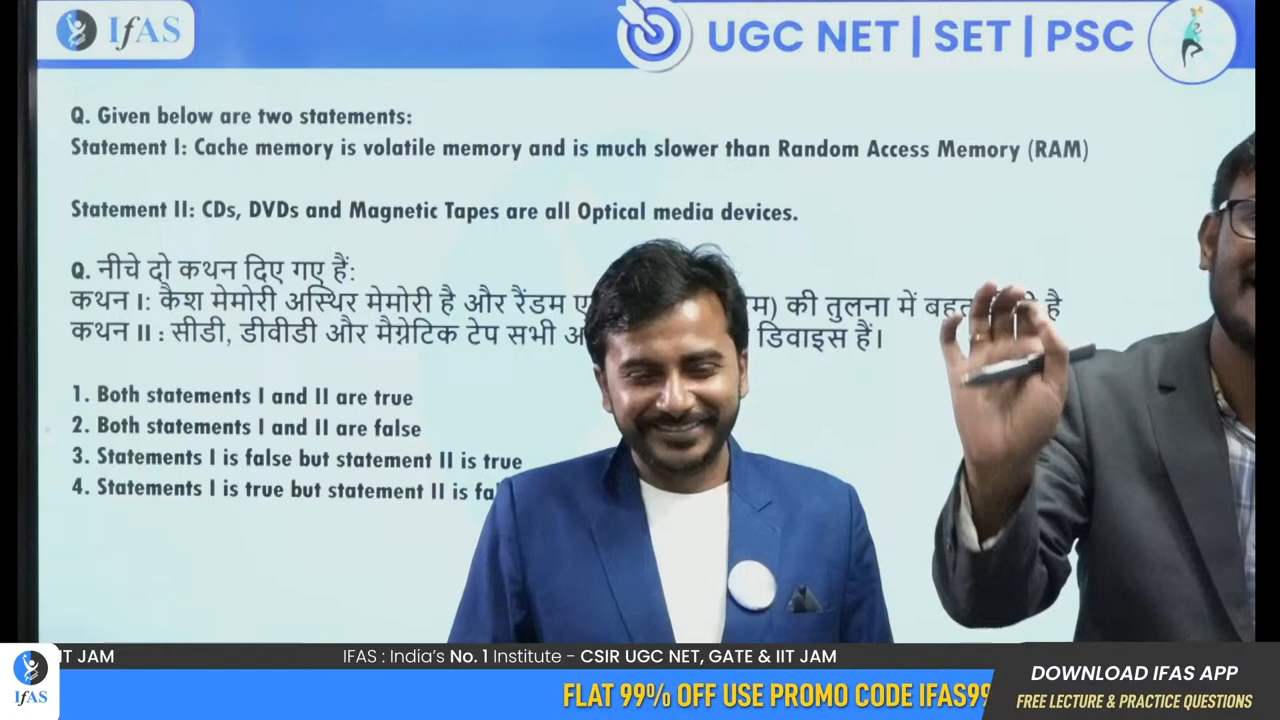 IfAS
UGC NET | SET | PSC
Q. Given below are two statements:
Statement I: Cache memory is volatile memory and is much slower than Random Access Memory (RAM)
Statement II: CDs, DVDs and Magnetic Tapes are all Optical media devices.
Q. नीचे दो कथन दिए गए हैं:
कथन I: कैश मेमोरी अस्थिर मेमोरी है और रैंडम की तुलना में है
कथन II : सीडी, डीवीडी और मैग्नेटिक टेप सभी डिवाइस हैं।
1. Both statements I and II are true
2. Both statements I and II are false
3. Statements I is false but statement II is true
4. Statements I is true but statement II is
IIT JAM
IFAS : India's No. 1 Institute - CSIR UGC NET, GATE & IIT JAM
DOWNLOAD IFAS APP
IfAS
FLAT 99% OFF USE PROMO CODE IFAS99
FREE LECTURE & PRACTICE QUESTIONS